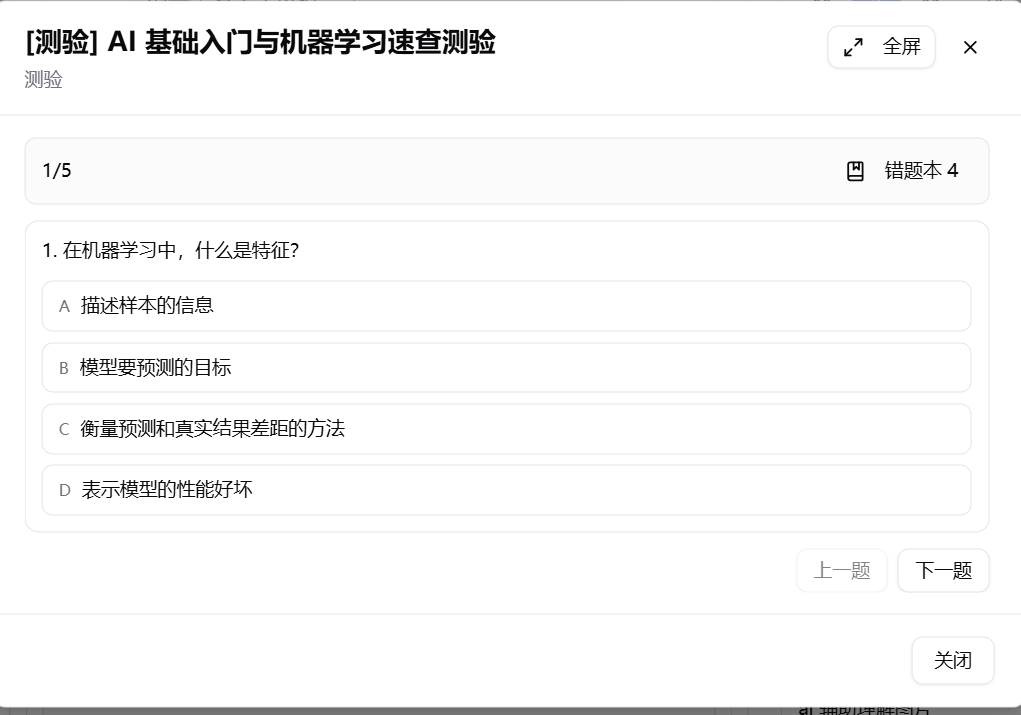 [测验] AI 基础入门与机器学习速查测验
全屏
测验
1/5
错题本 4
1. 在机器学习中，什么是特征？
A 描述样本的信息
B 模型要预测的目标
C 衡量预测和真实结果差距的方法
D 表示模型的性能好坏
上一题
下一题
关闭